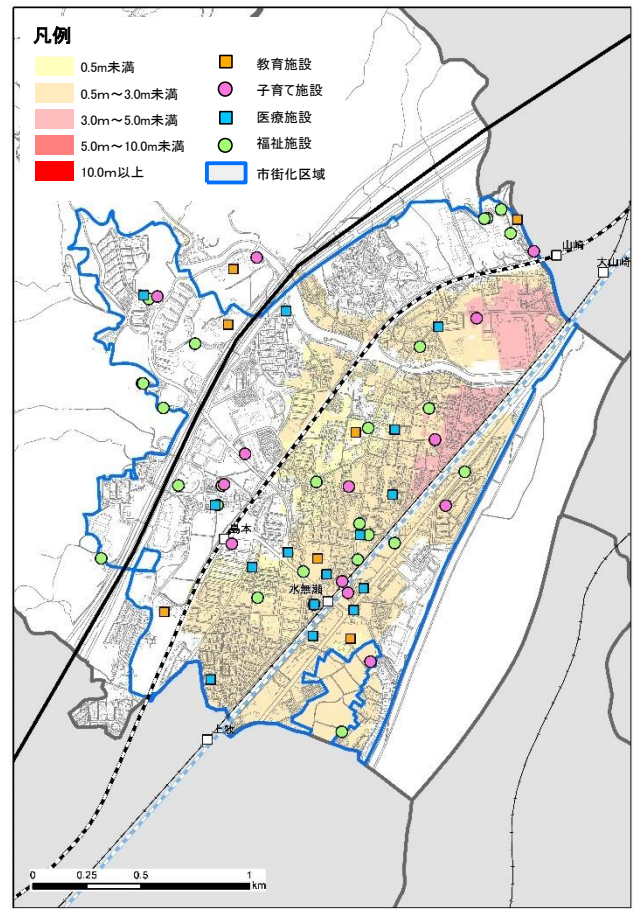 凡例
0.5m未満
0.5m～3.0m未満
3.0m～5.0m未満
5.0m～10.0m未満
10.0m以上
教育施設
子育て施設
医療施設
福祉施設
市街化区域
山崎
大山崎
島本
水無瀬
上牧
0 0.25 0.5 1
km